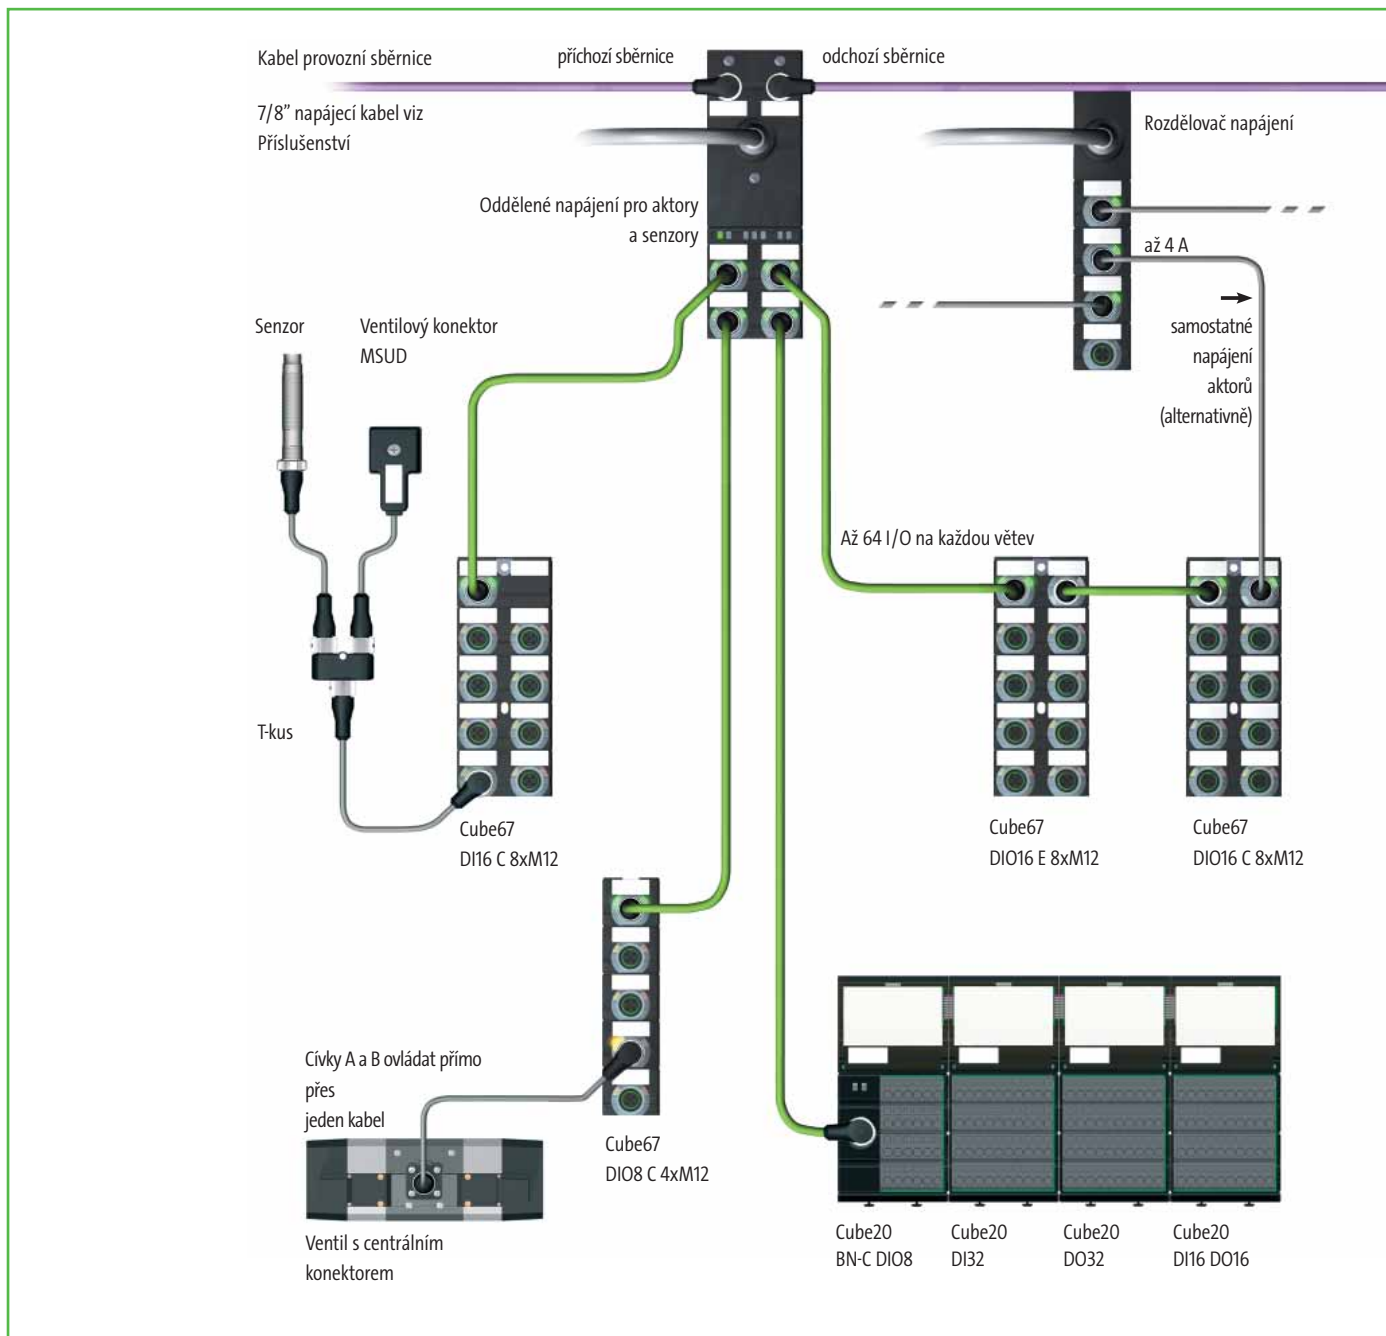 Kabel provozní sběrnice
příchozí sběrnice
odchozí sběrnice
7/8” napájecí kabel viz
Příslušenství
Rozdělovač napájení
Oddělené napájení pro aktory
a senzory
až 4 A
samostatné
napájení
aktorů
(alternativně)
Senzor
Ventilový konektor
MSUD
Až 64 I/O na každou větev
T-kus
Cube67
DI16 C 8xM12
Cube67
DIO16 E 8xM12
Cube67
DIO16 C 8xM12
Cívky A a B ovládat přímo
přes
jeden kabel
Cube67
DIO8 C 4xM12
Ventil s centrálním
konektorem
Cube20
BN-C DIO8
Cube20
DI32
Cube20
DO32
Cube20
DI16 DO16